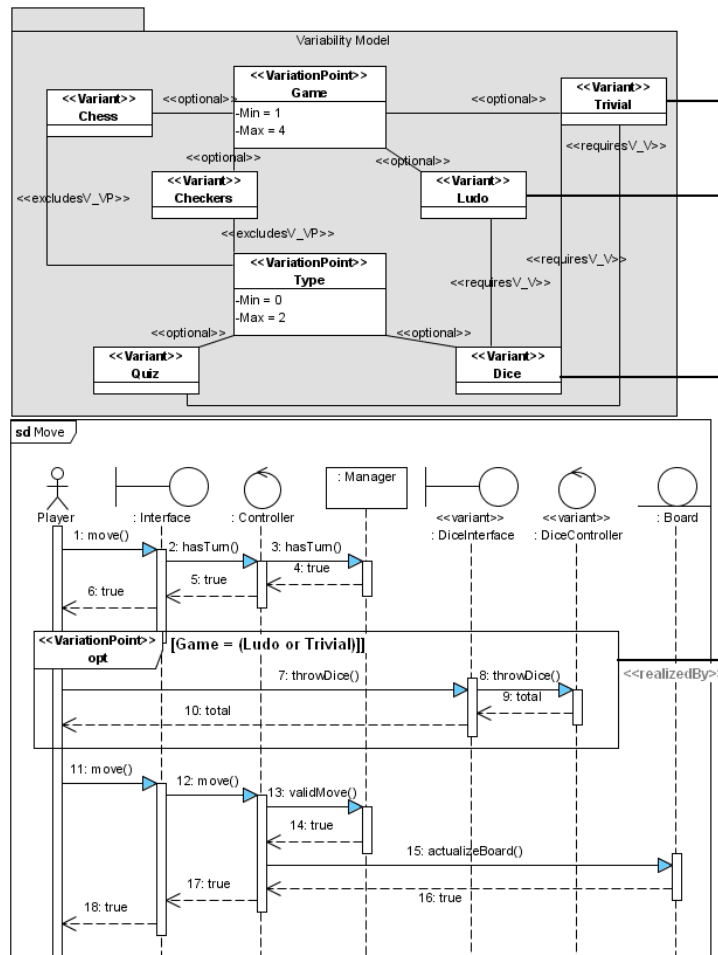 Variability Model
<<VariationPoint>>
Game
-Min = 1
-Max = 4
<<Variant>>
Chess
<<optional>>
<<optional>>
<<Variant>>
Trivial
<<optional>>
<<optional>>
<<requiresV_V>>
<<Variant>>
Checkers
<<Variant>>
Ludo
<<excludesV_VP>>
<<excludesV_VP>>
<<requiresV_V>>
<<VariationPoint>>
Type
-Min = 0
-Max = 2
<<requiresV_V>>
<<optional>>
<<optional>>
<<Variant>>
Quiz
<<Variant>>
Dice
sd Move
Player
: Interface
: Controller
: Manager
<<variant>>
: DiceInterface
<<variant>>
: DiceController
: Board
1: move()
2: hasTurn()
3: hasTurn()
4: true
5: true
6: true
<<VariationPoint>>
opt
[Game = (Ludo or Trivial)]]
7: throwDice()
8: throwDice()
<<realizedBy>>
9: total
10: total
11: move()
12: move()
13: validMove()
14: true
15: actualizeBoard()
16: true
17: true
18: true